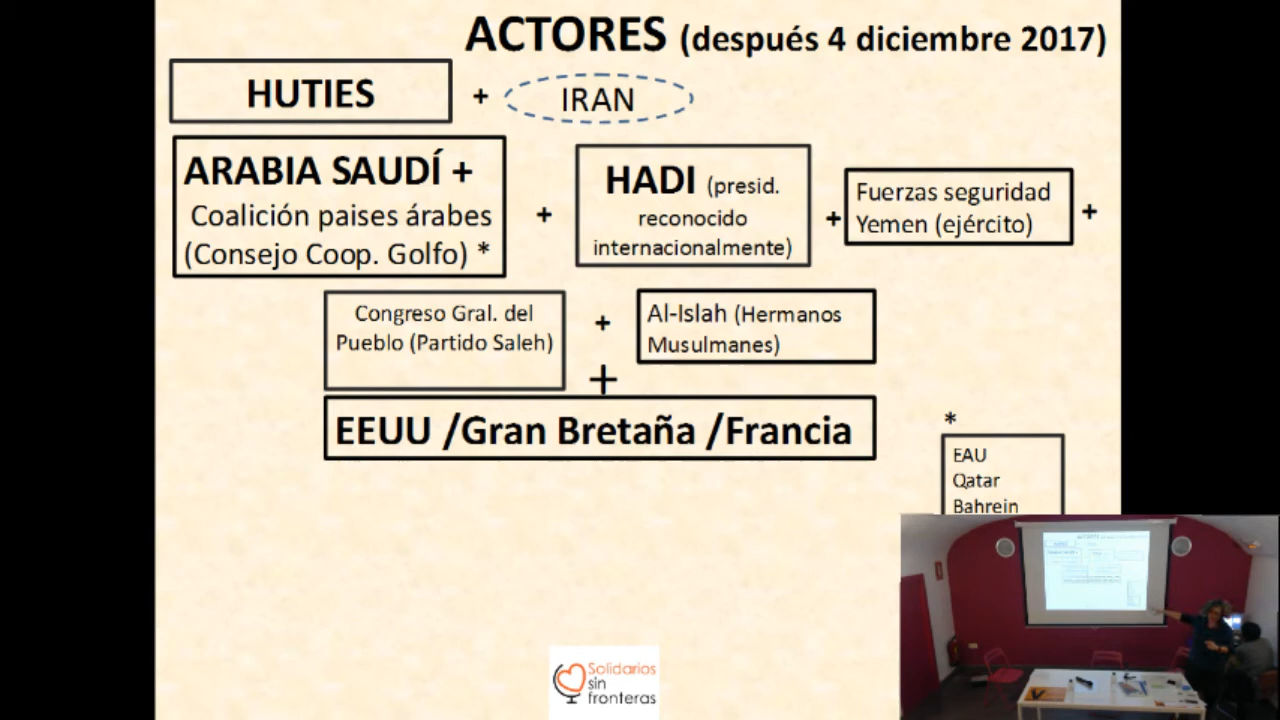 ACTORES (después 4 diciembre 2017)
HUTIES
+
IRAN
ARABIA SAUDÍ +
Coalición paises árabes
(Consejo Coop. Golfo) *
+
HADI (presid.
reconocido
internacionalmente)
+
Fuerzas seguridad
Yemen (ejército)
+
Congreso Gral. del
Pueblo (Partido Saleh)
+
Al-Islah (Hermanos
Musulmanes)
+
EEUU /Gran Bretaña /Francia
*
EAU
Qatar
Bahrein
Solidarios
sin
fronteras